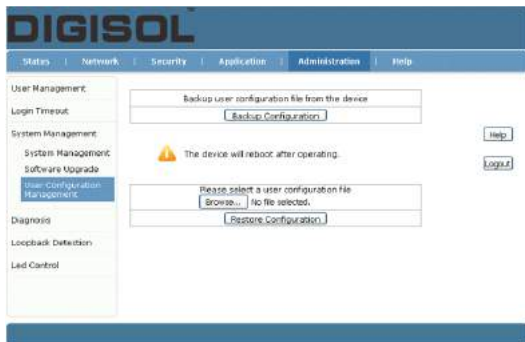 DIGISOL
Status | Network | Security | Application | Administration | Help
User Management
Login Timeout
System Management
System Management
Software Upgrade
User Configuration
Management
Diagnosis
Loopback Detection
Led Control
Backup user configuration file from the device
Backup Configuration
The device will reboot after operating.
Please select a user configuration file
Browse... No file selected.
Restore Configuration
Help
Logout